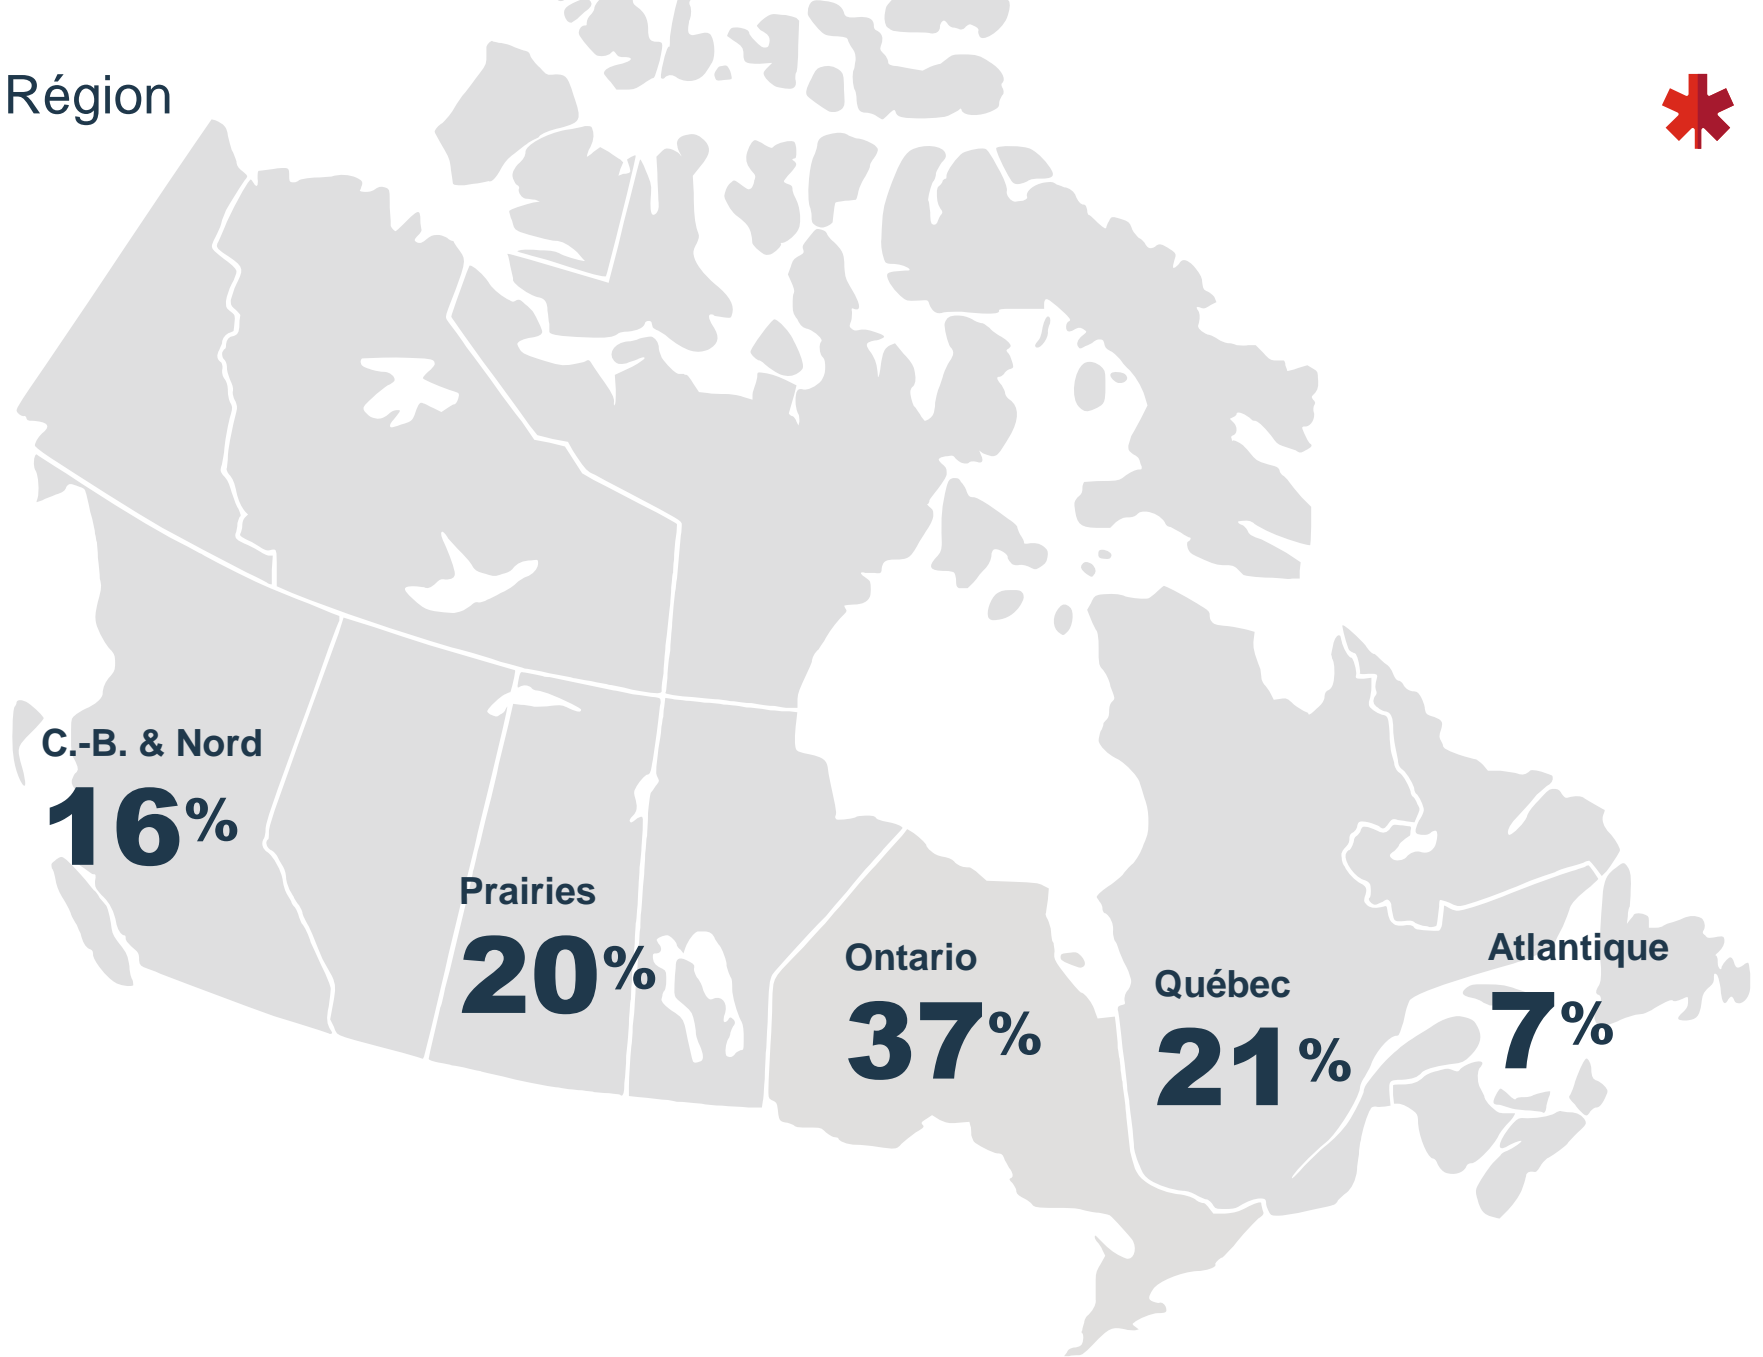 Région
C.-B. & Nord
16%
Prairies
20%
Ontario
37%
Québec
21%
Atlantique
7%